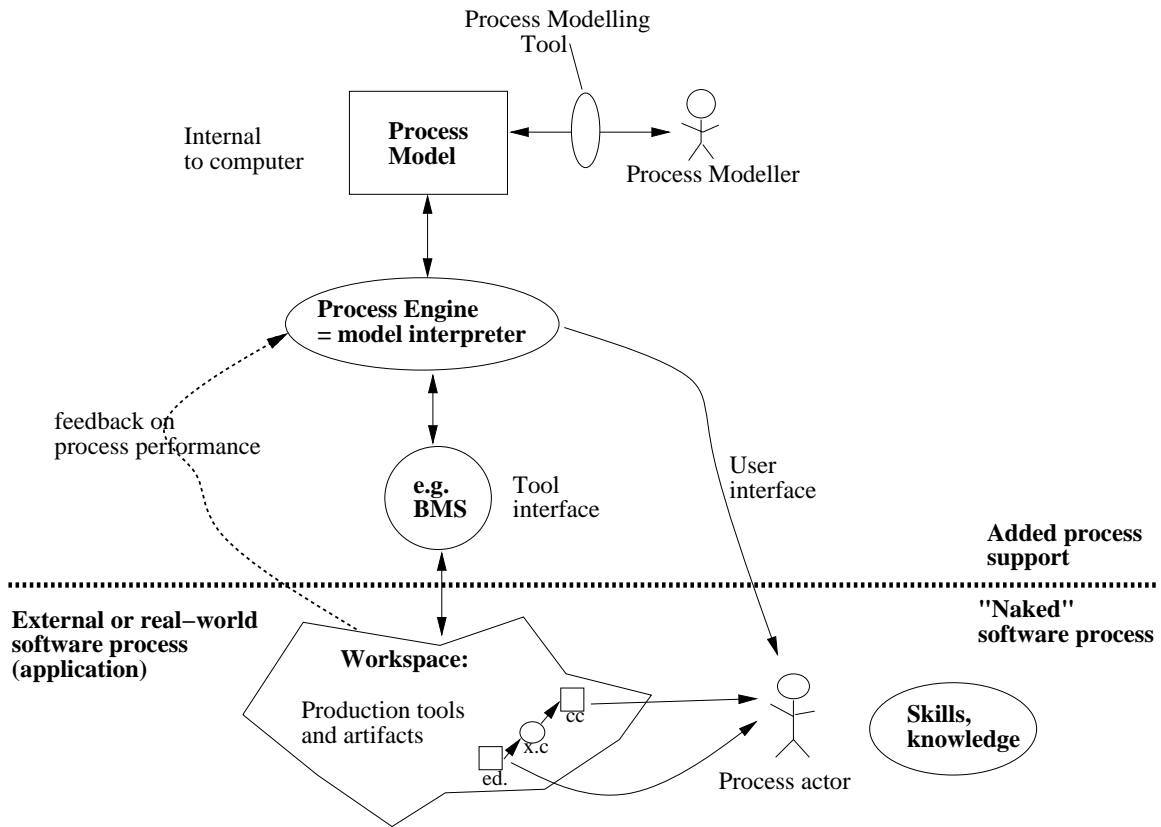 Process Modelling
Tool
Internal
to computer
Process
Model
Process Modeller
Process Engine
= model interpreter
feedback on
process performance
e.g.
BMS
Tool
interface
User
interface
Added process
support
External or real−world
software process
(application)
"Naked"
software process
Workspace:
Production tools
and artifacts
cc
x.c
ed.
Process actor
Skills,
knowledge